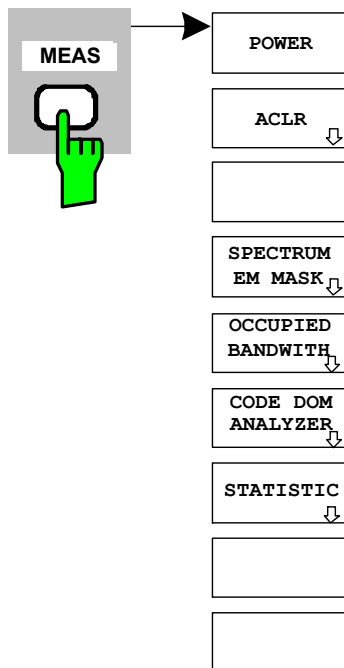 MEAS
POWER
ACLR
SPECTRUM
EM MASK
OCCUPIED
BANDWITH
CODE DOM
ANALYZER
STATISTIC